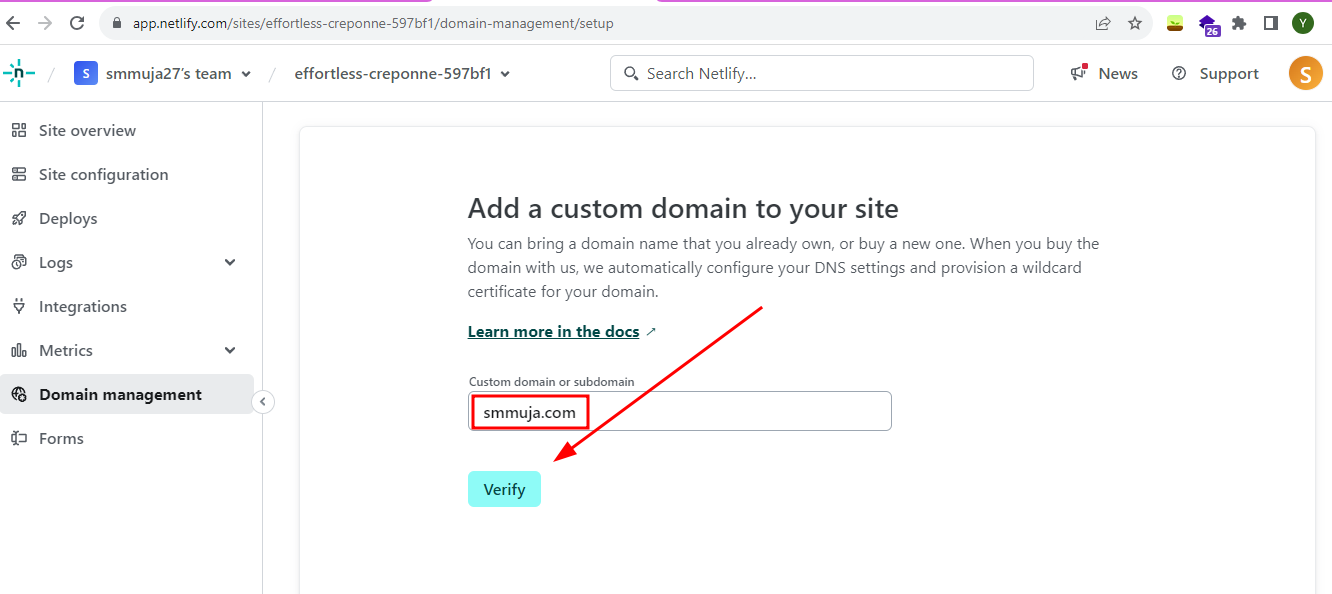 app.netlify.com/sites/effortless-creponne-597bf1/domain-management/setup
26
Y
n
S
smmuja27's team
effortless-creponne-597bf1
Search Netlify...
News
Support
S
Site overview
Site configuration
Deploys
Logs
Integrations
Metrics
Domain management
Forms
Add a custom domain to your site
You can bring a domain name that you already own, or buy a new one. When you buy the
domain with us, we automatically configure your DNS settings and provision a wildcard
certificate for your domain.
Learn more in the docs
Custom domain or subdomain
smmuja.com
Verify